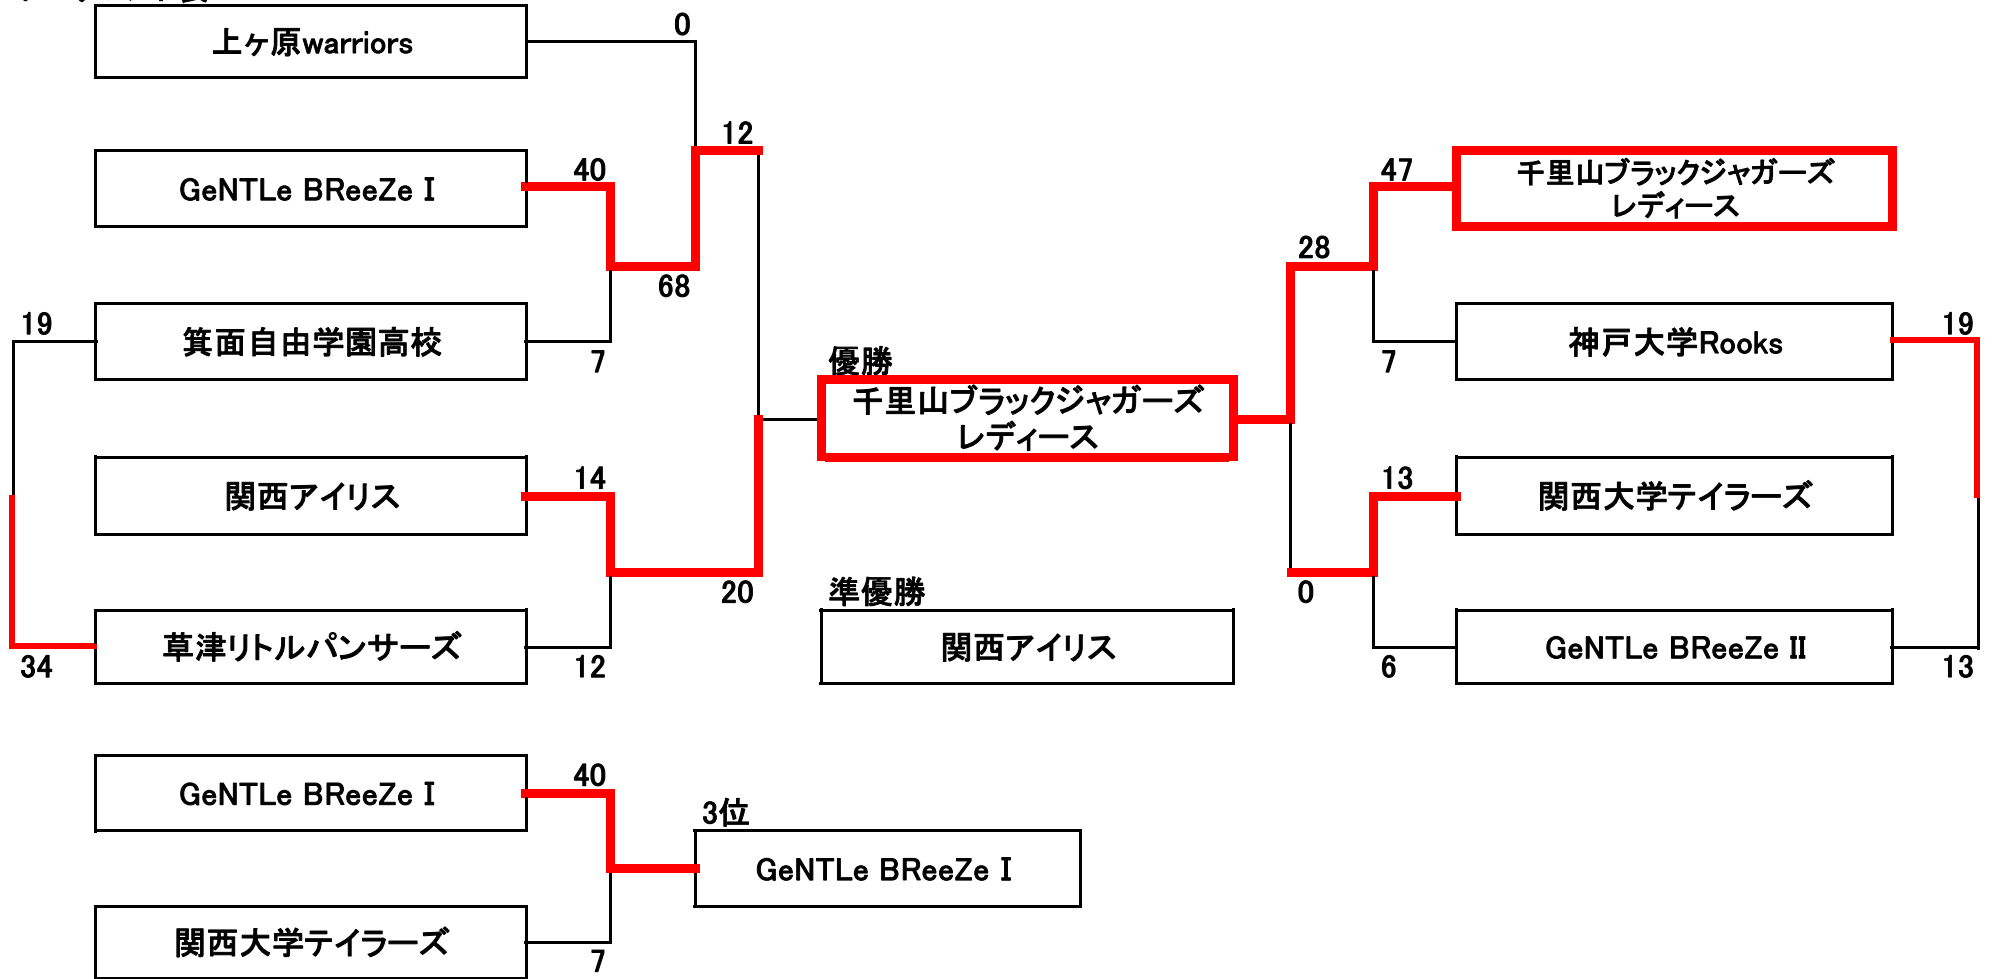 上ヶ原warriors
0
12
GeNTLe BReeZe Ⅰ
40
68
47
千里山ブラックジャガーズ
レディース
28
19
箕面自由学園高校
7
優勝
千里山ブラックジャガーズ
レディース
7
神戸大学Rooks
19
関西アイリス
14
20
13
関西大学テイラーズ
準優勝
関西アイリス
0
34
草津リトルパンサーズ
12
6
GeNTLe BReeZe Ⅱ
13
GeNTLe BReeZe Ⅰ
40
3位
GeNTLe BReeZe Ⅰ
関西大学テイラーズ
7